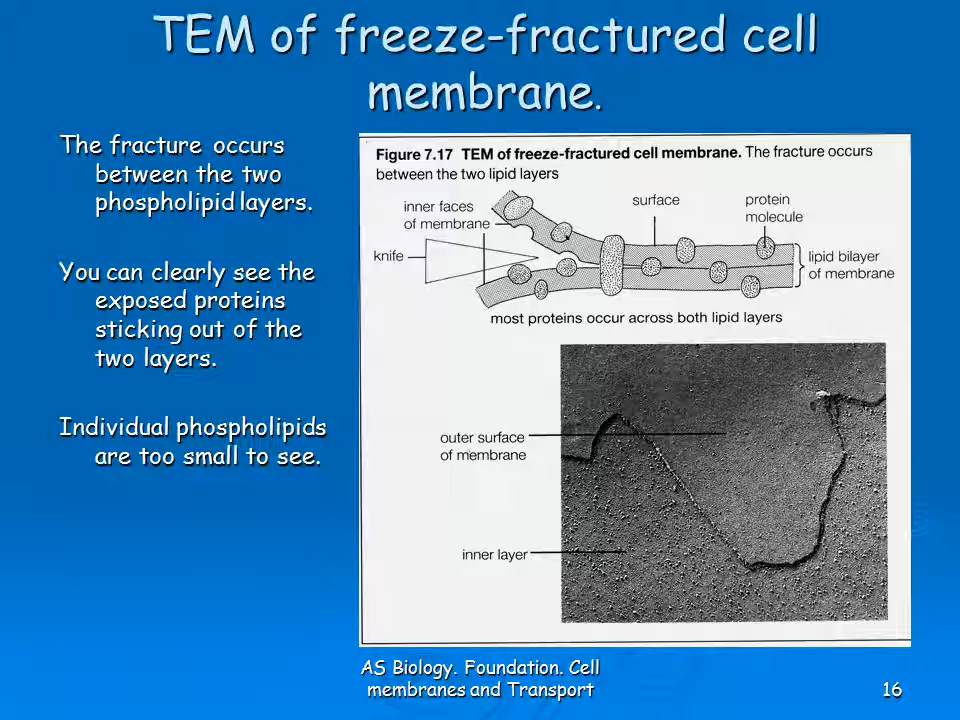 TEM of freeze-fractured cell
membrane.
The fracture occurs
between the two
phospholipid layers.
You can clearly see the
exposed proteins
sticking out of the
two layers.
Individual phospholipids
are too small to see.
Figure 7.17 TEM of freeze-fractured cell membrane. The fracture occurs
between the two lipid layers
inner faces
of membrane
surface
protein
molecule
knife
lipid bilayer
of membrane
most proteins occur across both lipid layers
outer surface
of membrane
inner layer
AS Biology. Foundation. Cell
membranes and Transport
16